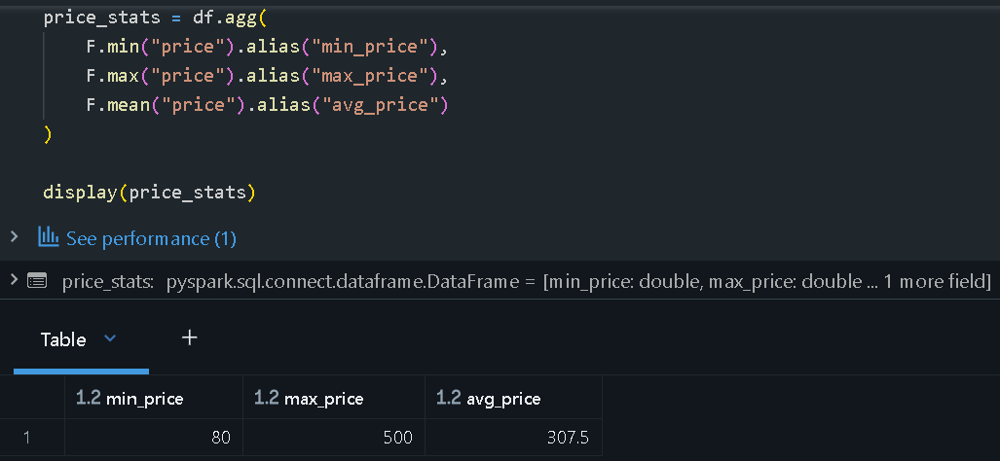 price_stats = df.agg(
    F.min("price").alias("min_price"),
    F.max("price").alias("max_price"),
    F.mean("price").alias("avg_price")
)
display(price_stats)
See performance (1)
price_stats: pyspark.sql.connect.dataframe.DataFrame = [min_price: double, max_price: double ... 1 more field]
Table +
1.2 min_price 1.2 max_price 1.2 avg_price
1 80 500 307.5